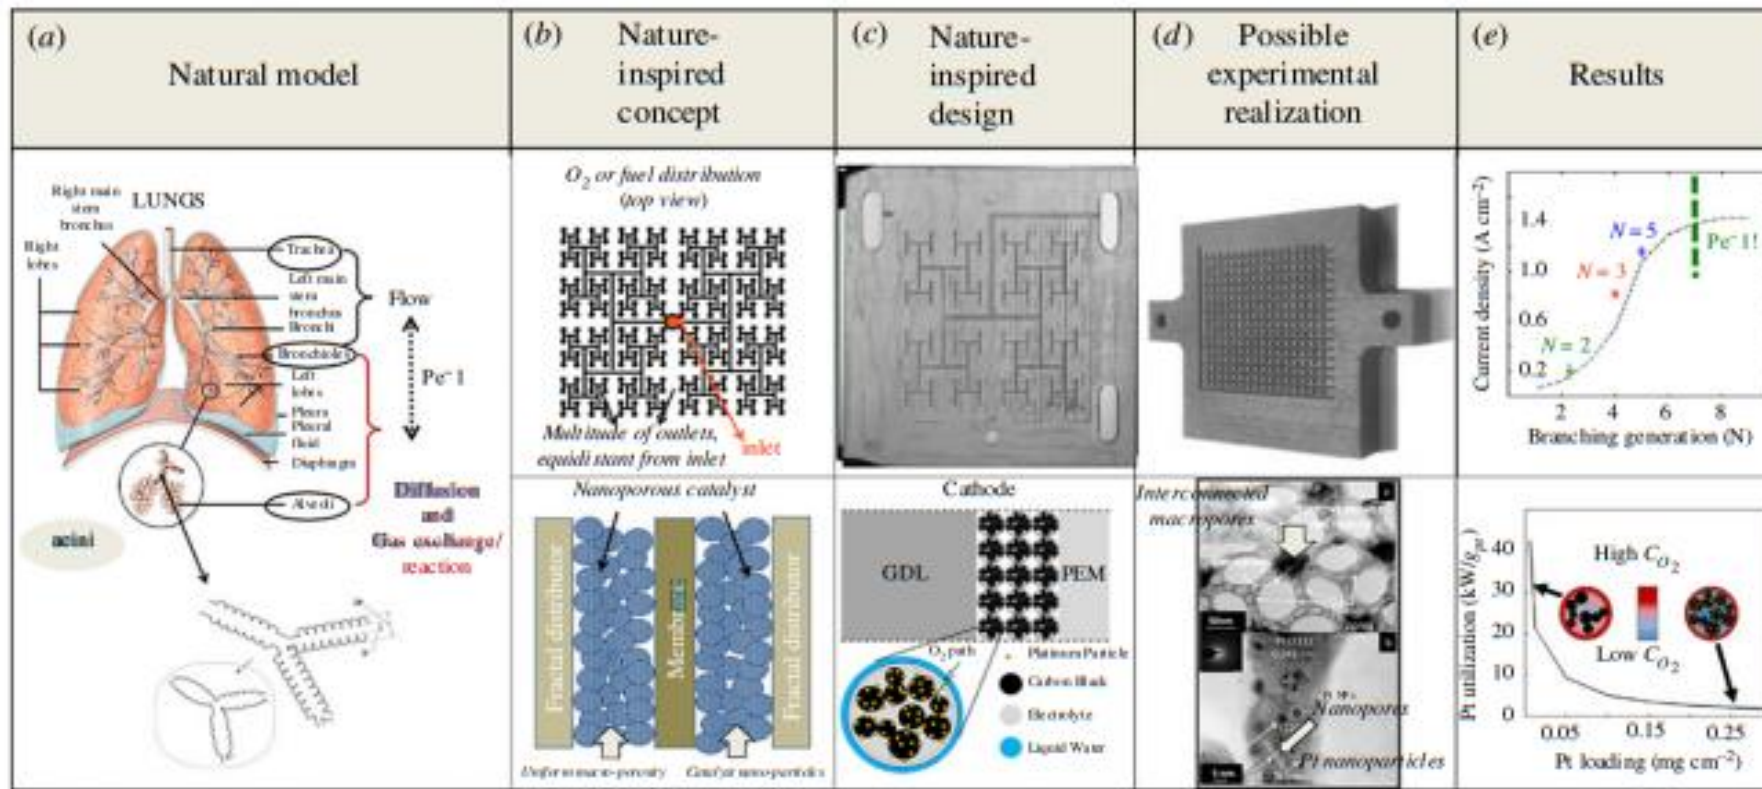 (a)
Natural model
(b)
Nature-
inspired
concept
(c)
Nature-
inspired
design
(d)
Possible
experimental
realization
(e)
Results
LUNGS
Right main
stem
bronchus
Right
lobes
Trachea
Left main
stem
bronchus
Bronchi
Bronchioles
Left
lobes
Pleura
Pleural
fluid
Diaphragm
Alveoli
Flow
Pe~1
Diffusion
and
Gas exchange/
reaction
acini
O2 or fuel distribution
(top view)
Multitude of outlets,
equidistant from inlet
inlet
Nanoporous catalyst
Fractal distributor
Membrane
Fractal distributor
Uniform macro-porosity
Catalyst nano-particles
Cathode
GDL
PEM
O2 path
Platinum Particle
Carbon Black
Electrolyte
Liquid Water
Interconnected
macropores
Nanopores
Pt nanoparticles
Current density (A cm−2)
1.4
1.0
0.6
0.2
N = 5
N = 3
N = 2
Pe~1!
2
4
6
8
Branching generation (N)
Pt utilization (kW/gpt)
40
30
20
10
0
High CO2
Low CO2
0.05
0.15
0.25
Pt loading (mg cm−2)